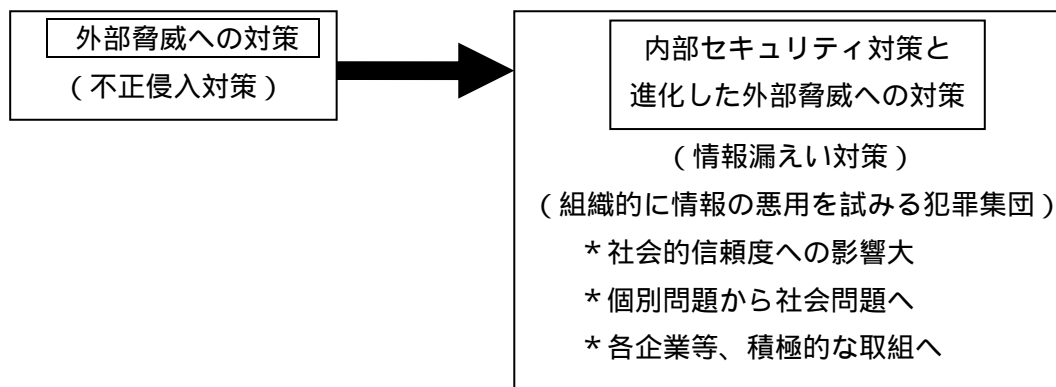 外部脅威への対策
(不正侵入対策)
内部セキュリティ対策と
進化した外部脅威への対策
(情報漏えい対策)
(組織的に情報の悪用を試みる犯罪集団)
*社会的信頼度への影響大
*個別問題から社会問題へ
*各企業等、積極的な取組へ